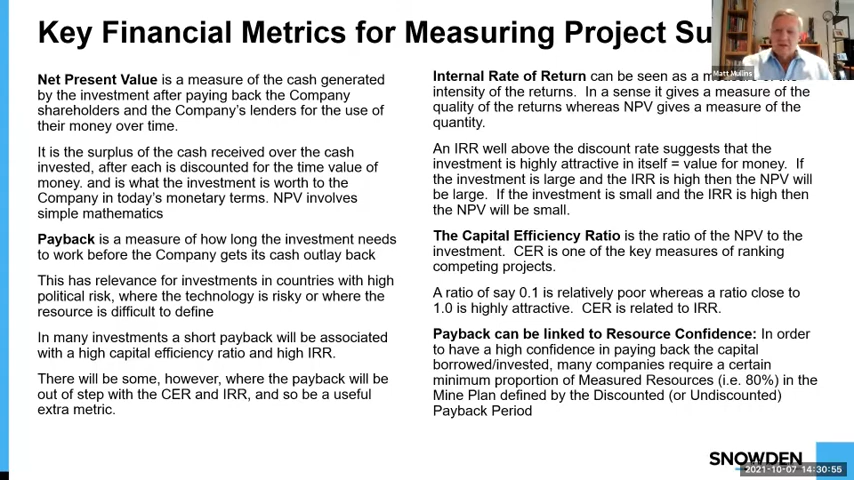 Key Financial Metrics for Measuring Project Su
Matt Mullins
Net Present Value is a measure of the cash generated
by the investment after paying back the Company
shareholders and the Company's lenders for the use of
their money over time.
It is the surplus of the cash received over the cash
invested, after each is discounted for the time value of
money. and is what the investment is worth to the
Company in today's monetary terms. NPV involves
simple mathematics
Payback is a measure of how long the investment needs
to work before the Company gets its cash outlay back
This has relevance for investments in countries with high
political risk, where the technology is risky or where the
resource is difficult to define
In many investments a short payback will be associated
with a high capital efficiency ratio and high IRR.
There will be some, however, where the payback will be
out of step with the CER and IRR, and so be a useful
extra metric.
Internal Rate of Return can be seen as a of the
intensity of the returns. In a sense it gives a measure of the
quality of the returns whereas NPV gives a measure of the
quantity.
An IRR well above the discount rate suggests that the
investment is highly attractive in itself = value for money. If
the investment is large and the IRR is high then the NPV will
be large. If the investment is small and the IRR is high then
the NPV will be small.
The Capital Efficiency Ratio is the ratio of the NPV to the
investment. CER is one of the key measures of ranking
competing projects.
A ratio of say 0.1 is relatively poor whereas a ratio close to
1.0 is highly attractive. CER is related to IRR.
Payback can be linked to Resource Confidence: In order
to have a high confidence in paying back the capital
borrowed/invested, many companies require a certain
minimum proportion of Measured Resources (i.e. 80%) in the
Mine Plan defined by the Discounted (or Undiscounted)
Payback Period
SNOWDEN
2021-10-07 14:30:55